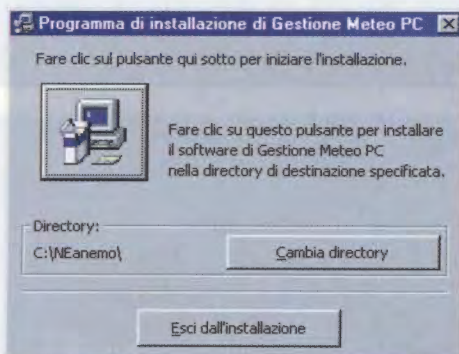 Programma di installazione di Gestione Meteo PC
Fare clic sul pulsante qui sotto per iniziare l'installazione.
Fare clic su questo pulsante per installare
il software di Gestione Meteo PC
nella directory di destinazione specificata.
Directory:
C:\NEanemo\
Cambia directory
Esci dall'installazione